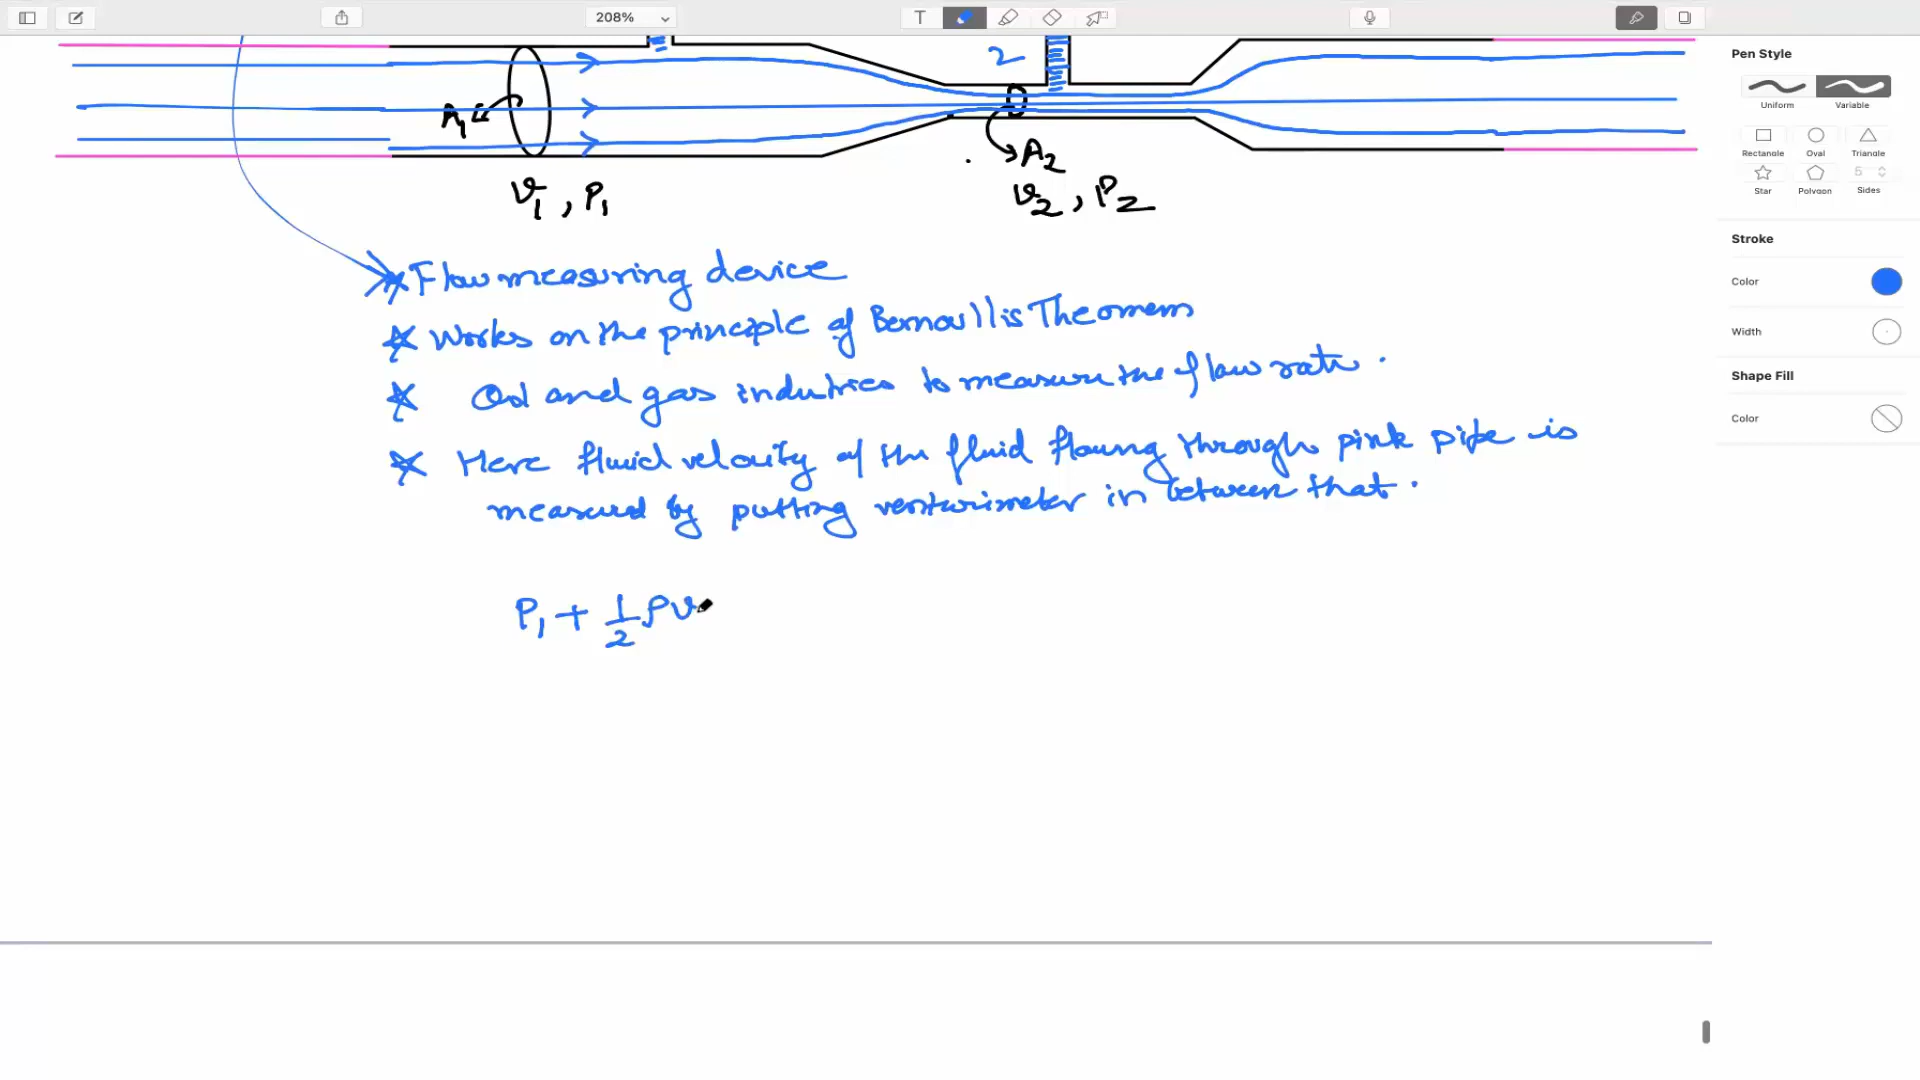 208%
T
2
A1
A2
v1, P1
v2, P2
Flow measuring device
Works on the principle of Bernoullis Theomem
Oil and gas industries to measure the flow rate.
Here fluid velocity of the fluid flowing through pink pipe is
measured by putting venturimeter in between that.
P1 + 1/2 ρv
Pen Style
Uniform Variable
Rectangle Oval Triangle
5
Star Polygon Sides
Stroke
Color
Width
Shape Fill
Color